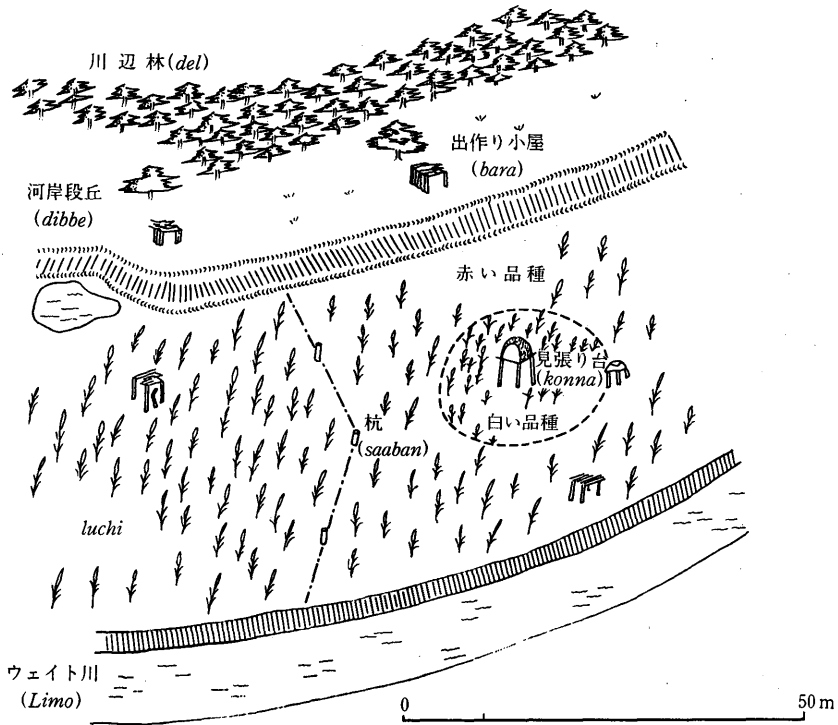 川辺林(del)
出作り小屋
(bara)
河岸段丘
(dibbe)
赤い品種
見張り台
(konna)
白い品種
杭
(saaban)
luchi
ウェイト川
(Limo)
0 50m